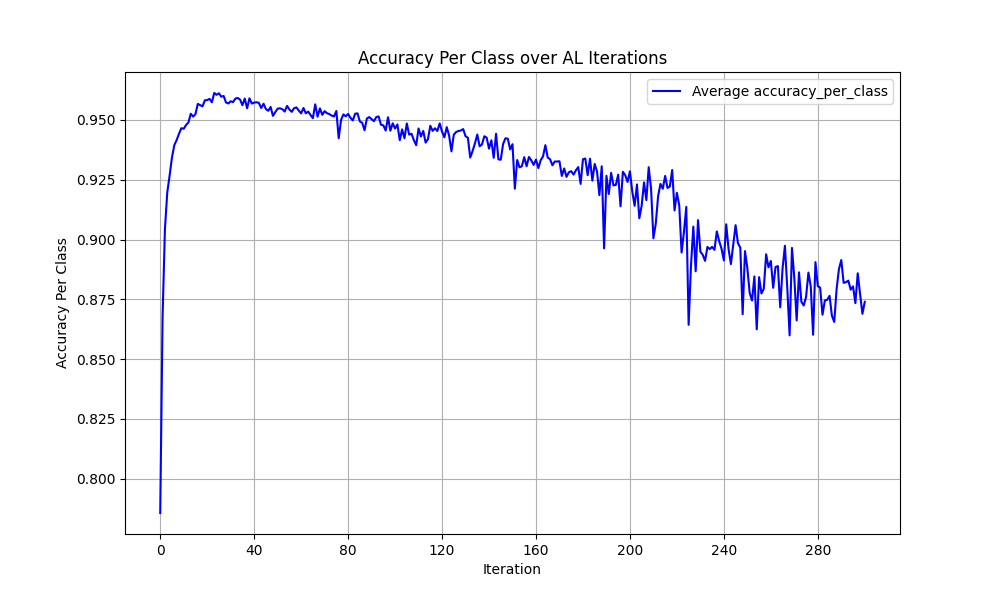 Accuracy Per Class over AL Iterations
Average accuracy_per_class
Accuracy Per Class
0.950
0.925
0.900
0.875
0.850
0.825
0.800
0 40 80 120 160 200 240 280
Iteration